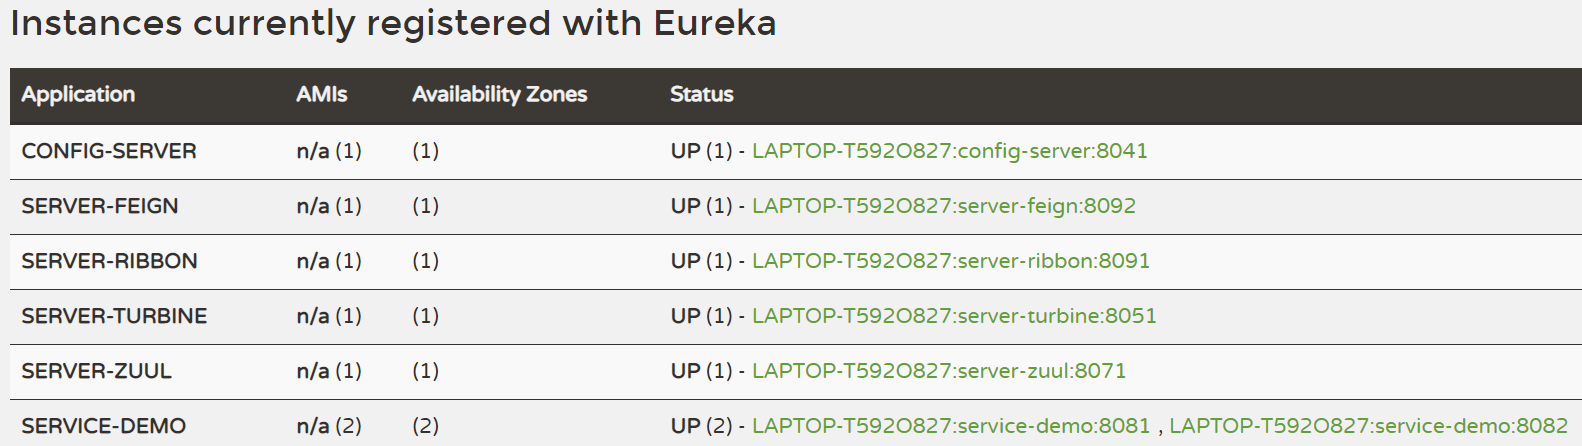 Instances currently registered with Eureka
Application AMIs Availability Zones Status
CONFIG-SERVER n/a (1) (1) UP (1) - LAPTOP-T592O827:config-server:8041
SERVER-FEIGN n/a (1) (1) UP (1) - LAPTOP-T592O827:server-feign:8092
SERVER-RIBBON n/a (1) (1) UP (1) - LAPTOP-T592O827:server-ribbon:8091
SERVER-TURBINE n/a (1) (1) UP (1) - LAPTOP-T592O827:server-turbine:8051
SERVER-ZUUL n/a (1) (1) UP (1) - LAPTOP-T592O827:server-zuul:8071
SERVICE-DEMO n/a (2) (2) UP (2) - LAPTOP-T592O827:service-demo:8081 , LAPTOP-T592O827:service-demo:8082